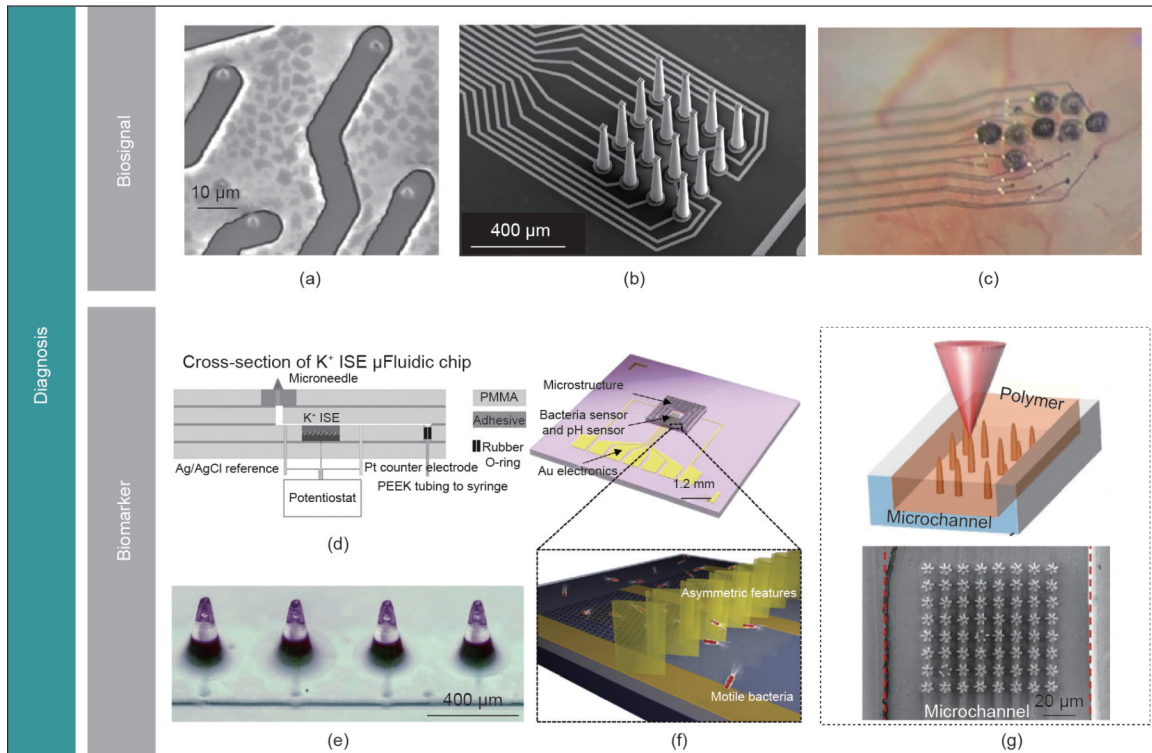 Diagnosis
Biosignal
10 µm
(a)
400 µm
(b)
(c)
Biomarker
Cross-section of K⁺ ISE µFluidic chip
Microneedle
K⁺ ISE
PMMA
Adhesive
Rubber
O-ring
Ag/AgCl reference
Pt counter electrode
Potentiostat
PEEK tubing to syringe
(d)
400 µm
(e)
Microstructure
Bacteria sensor
and pH sensor
Au electronics
1.2 mm
Asymmetric features
Motile bacteria
(f)
Polymer
Microchannel
Microchannel
20 µm
(g)